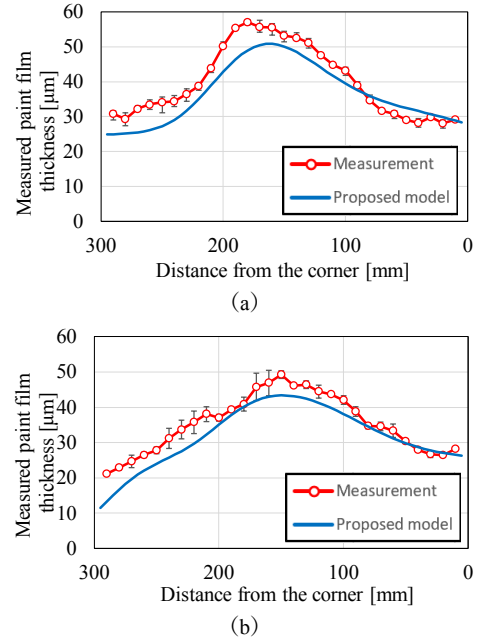 Measured paint film
thickness [μm]
60
50
40
30
20
10
0
Measurement
Proposed model
300
200
100
0
Distance from the corner [mm]
(a)
Measured paint film
thickness [μm]
60
50
40
30
20
10
0
Measurement
Proposed model
300
200
100
0
Distance from the corner [mm]
(b)